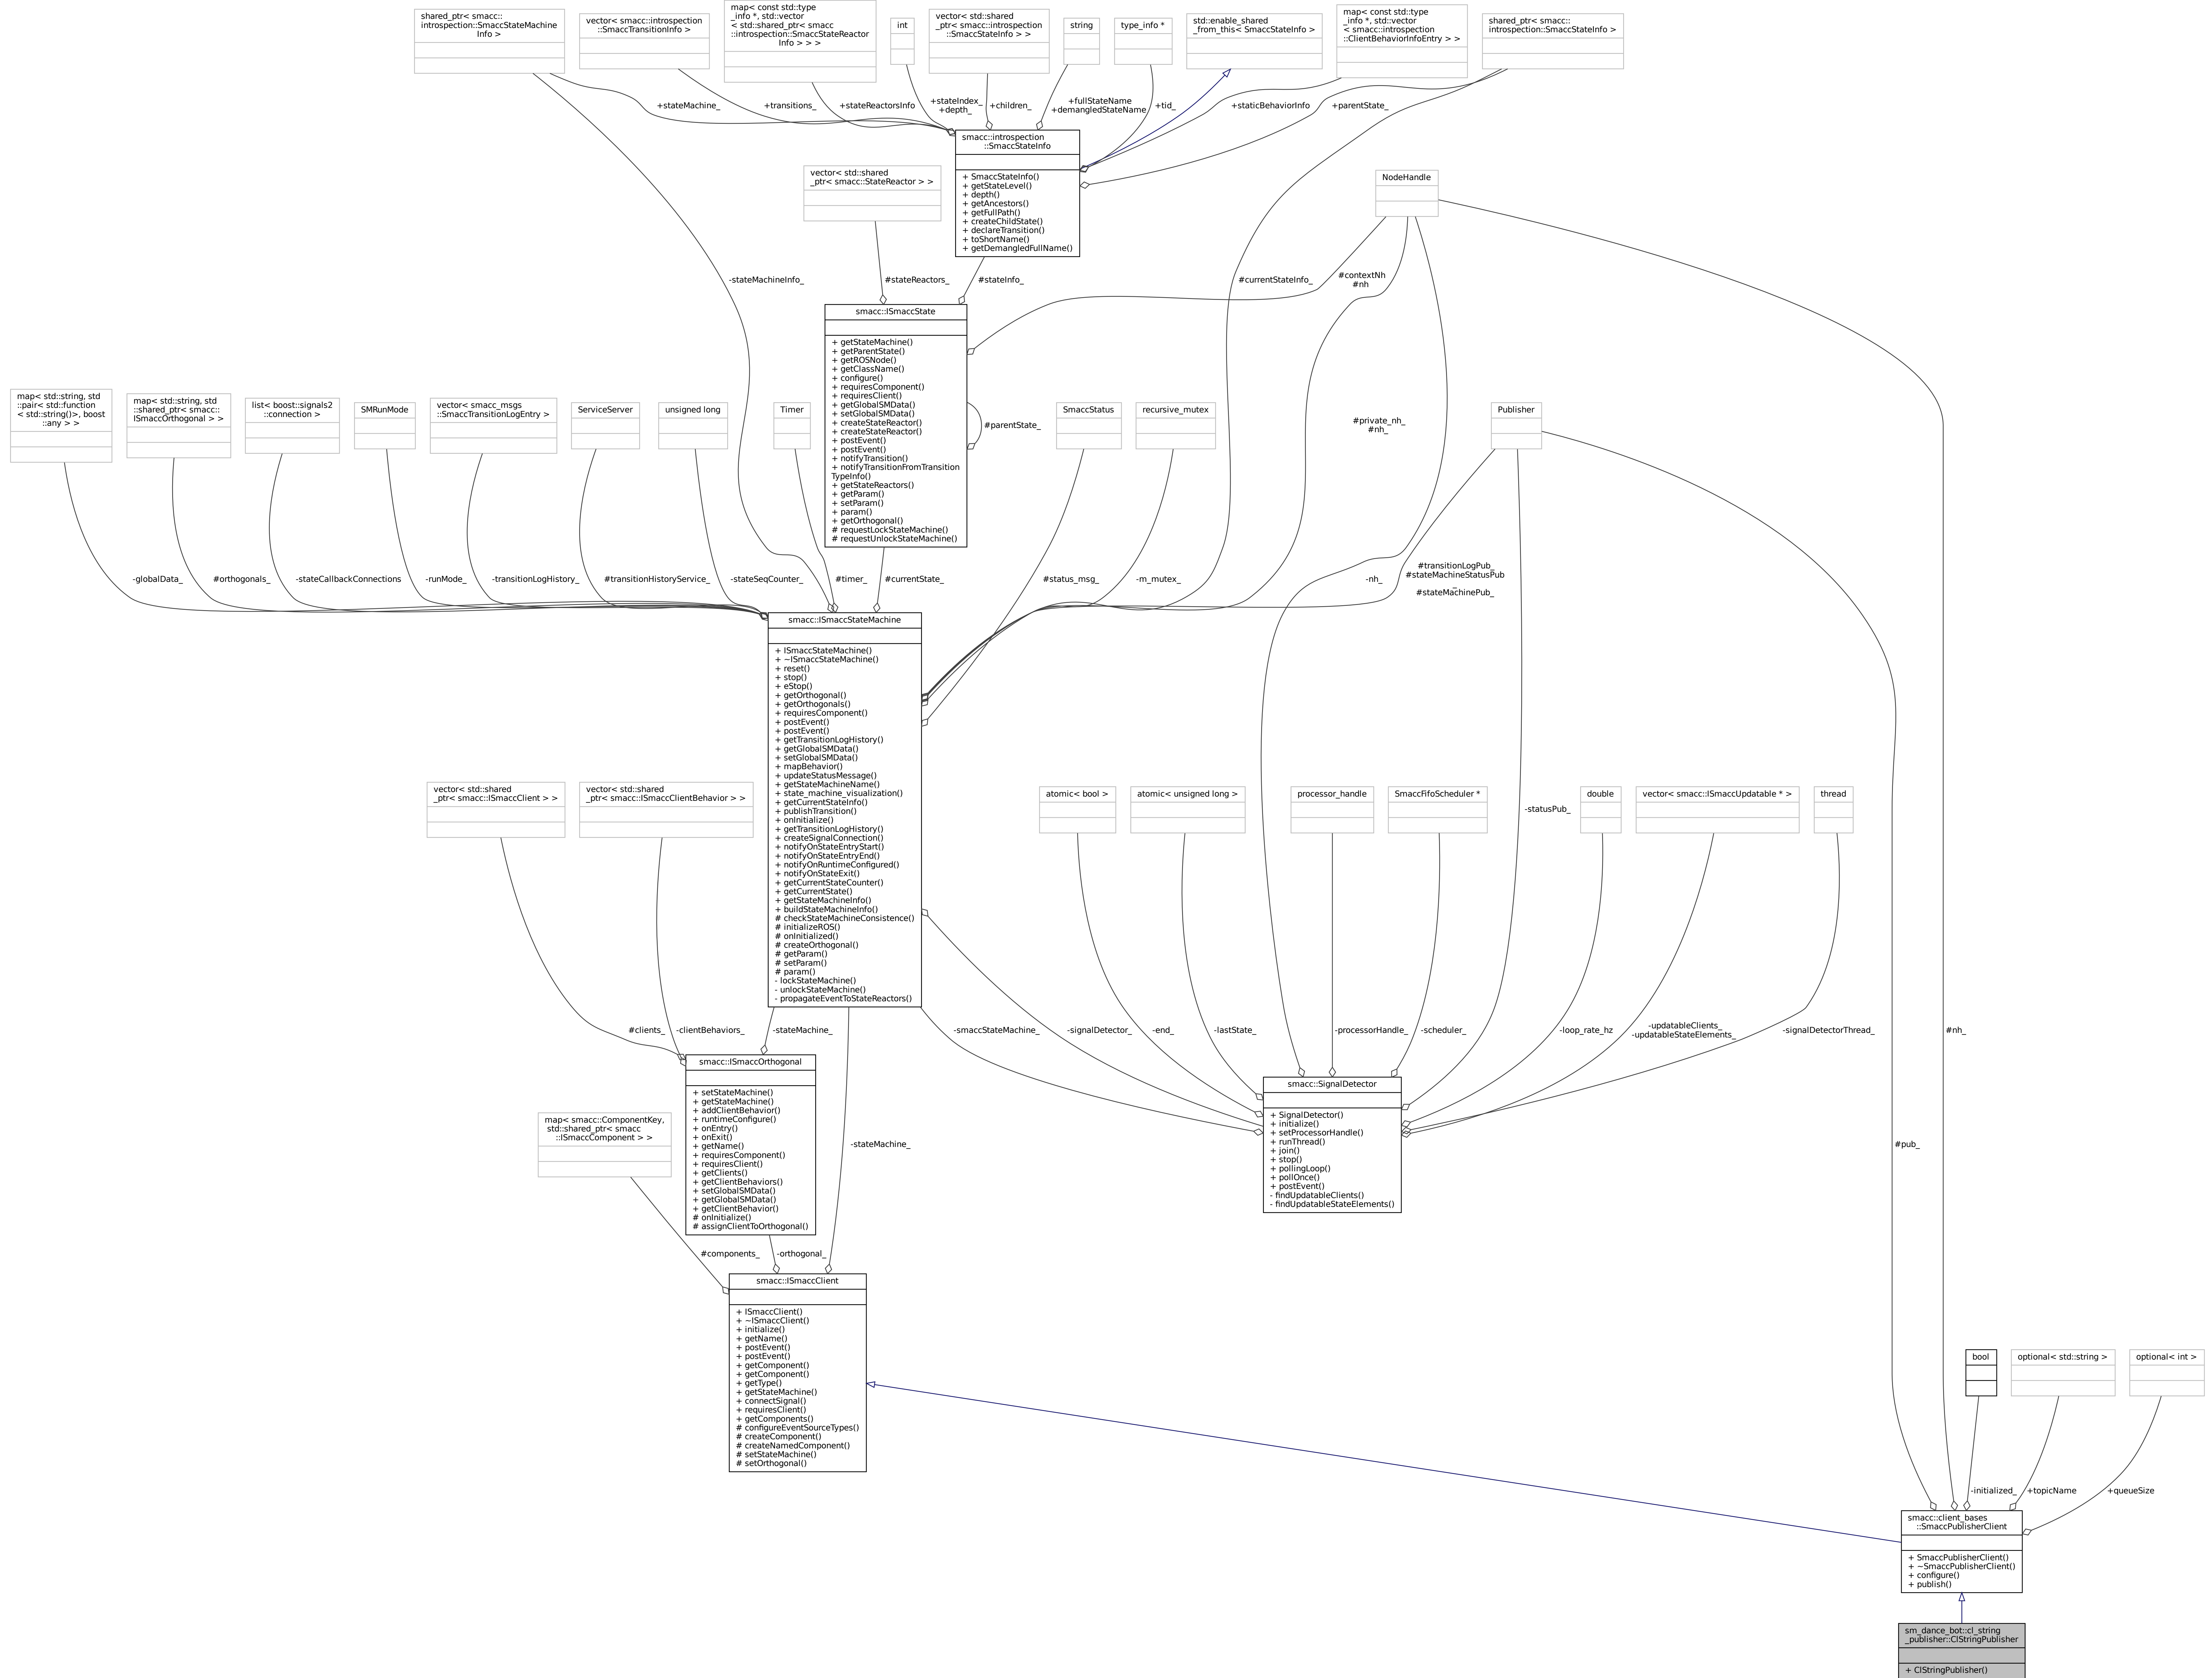 shared_ptr< smacc::
introspection::SmaccStateMachine
Info >
vector< smacc::introspection
::SmaccTransitionInfo >
map< const std::type
_info *, std::vector
< std::shared_ptr< smacc
::introspection::SmaccStateReactor
Info > > >
int
vector< std::shared
_ptr< smacc::introspection
::SmaccStateInfo > >
string
type_info *
std::enable_shared
_from_this< SmaccStateInfo >
map< const std::type
_info *, std::vector
< smacc::introspection
::ClientBehaviorInfoEntry > >
shared_ptr< smacc::
introspection::SmaccStateInfo >
+stateMachine_
+transitions_
+stateReactorsInfo
+stateIndex_
+depth_
+children_
+fullStateName
+demangledStateName
+tid_
+staticBehaviorInfo
+parentState_
smacc::introspection
::SmaccStateInfo
+ SmaccStateInfo()
+ getStateLevel()
+ depth()
+ getAncestors()
+ getFullPath()
+ createChildState()
+ declareTransition()
+ toShortName()
+ getDemangledFullName()
vector< std::shared
_ptr< smacc::StateReactor > >
NodeHandle
-stateMachineInfo_
#stateReactors_
#stateInfo_
#currentStateInfo_
#contextNh
#nh
smacc::ISmaccState
+ getStateMachine()
+ getParentState()
+ getROSNode()
+ getClassName()
+ configure()
+ requiresComponent()
+ requiresClient()
+ getGlobalSMData()
+ setGlobalSMData()
+ createStateReactor()
+ createStateReactor()
+ postEvent()
+ postEvent()
+ notifyTransition()
+ notifyTransitionFromTransition
TypeInfo()
+ getStateReactors()
+ getParam()
+ setParam()
+ param()
+ getOrthogonal()
# requestLockStateMachine()
# requestUnlockStateMachine()
#parentState_
map< std::string, std
::pair< std::function
< std::string()>, boost
::any > >
map< std::string, std
::shared_ptr< smacc::
ISmaccOrthogonal > >
list< boost::signals2
::connection >
SMRunMode
vector< smacc_msgs
::SmaccTransitionLogEntry >
ServiceServer
unsigned long
Timer
SmaccStatus
recursive_mutex
#private_nh_
#nh_
Publisher
-globalData_
#orthogonals_
-stateCallbackConnections
-runMode_
-transitionLogHistory_
#transitionHistoryService_
-stateSeqCounter_
#timer_
#currentState_
#status_msg_
-m_mutex_
-nh_
#transitionLogPub_
#stateMachineStatusPub
_
#stateMachinePub_
smacc::ISmaccStateMachine
+ ISmaccStateMachine()
+ ~ISmaccStateMachine()
+ reset()
+ stop()
+ eStop()
+ getOrthogonal()
+ getOrthogonals()
+ requiresComponent()
+ postEvent()
+ postEvent()
+ getTransitionLogHistory()
+ getGlobalSMData()
+ setGlobalSMData()
+ mapBehavior()
+ updateStatusMessage()
+ getStateMachineName()
+ state_machine_visualization()
+ getCurrentStateInfo()
+ publishTransition()
+ onInitialize()
+ getTransitionLogHistory()
+ createSignalConnection()
+ notifyOnStateEntryStart()
+ notifyOnStateEntryEnd()
+ notifyOnRuntimeConfigured()
+ notifyOnStateExit()
+ getCurrentStateCounter()
+ getCurrentState()
+ getStateMachineInfo()
+ buildStateMachineInfo()
# checkStateMachineConsistence()
# initializeROS()
# onInitialized()
# createOrthogonal()
# getParam()
# setParam()
# param()
- lockStateMachine()
- unlockStateMachine()
- propagateEventToStateReactors()
vector< std::shared
_ptr< smacc::ISmaccClient > >
vector< std::shared
_ptr< smacc::ISmaccClientBehavior > >
atomic< bool >
atomic< unsigned long >
processor_handle
SmaccFifoScheduler *
-statusPub_
double
vector< smacc::ISmaccUpdatable * >
thread
#clients_
-clientBehaviors_
-stateMachine_
-smaccStateMachine_
-signalDetector_
-end_
-lastState_
-processorHandle_
-scheduler_
-loop_rate_hz
-updatableClients_
-updatableStateElements_
-signalDetectorThread_
#nh_
smacc::ISmaccOrthogonal
+ setStateMachine()
+ getStateMachine()
+ addClientBehavior()
+ runtimeConfigure()
+ onEntry()
+ onExit()
+ getName()
+ requiresComponent()
+ requiresClient()
+ getClients()
+ getClientBehaviors()
+ setGlobalSMData()
+ getGlobalSMData()
+ getClientBehavior()
# onInitialize()
# assignClientToOrthogonal()
smacc::SignalDetector
+ SignalDetector()
+ initialize()
+ setProcessorHandle()
+ runThread()
+ join()
+ stop()
+ pollingLoop()
+ pollOnce()
+ postEvent()
- findUpdatableClients()
- findUpdatableStateElements()
map< smacc::ComponentKey,
std::shared_ptr< smacc
::ISmaccComponent > >
-stateMachine_
#pub_
#components_
-orthogonal_
smacc::ISmaccClient
+ ISmaccClient()
+ ~ISmaccClient()
+ initialize()
+ getName()
+ postEvent()
+ postEvent()
+ getComponent()
+ getComponent()
+ getType()
+ getStateMachine()
+ connectSignal()
+ requiresClient()
+ getComponents()
# configureEventSourceTypes()
# createComponent()
# createNamedComponent()
# setStateMachine()
# setOrthogonal()
bool
optional< std::string >
optional< int >
-initialized_
+topicName
+queueSize
smacc::client_bases
::SmaccPublisherClient
+ SmaccPublisherClient()
+ ~SmaccPublisherClient()
+ configure()
+ publish()
sm_dance_bot::cl_string
_publisher::ClStringPublisher
+ ClStringPublisher()